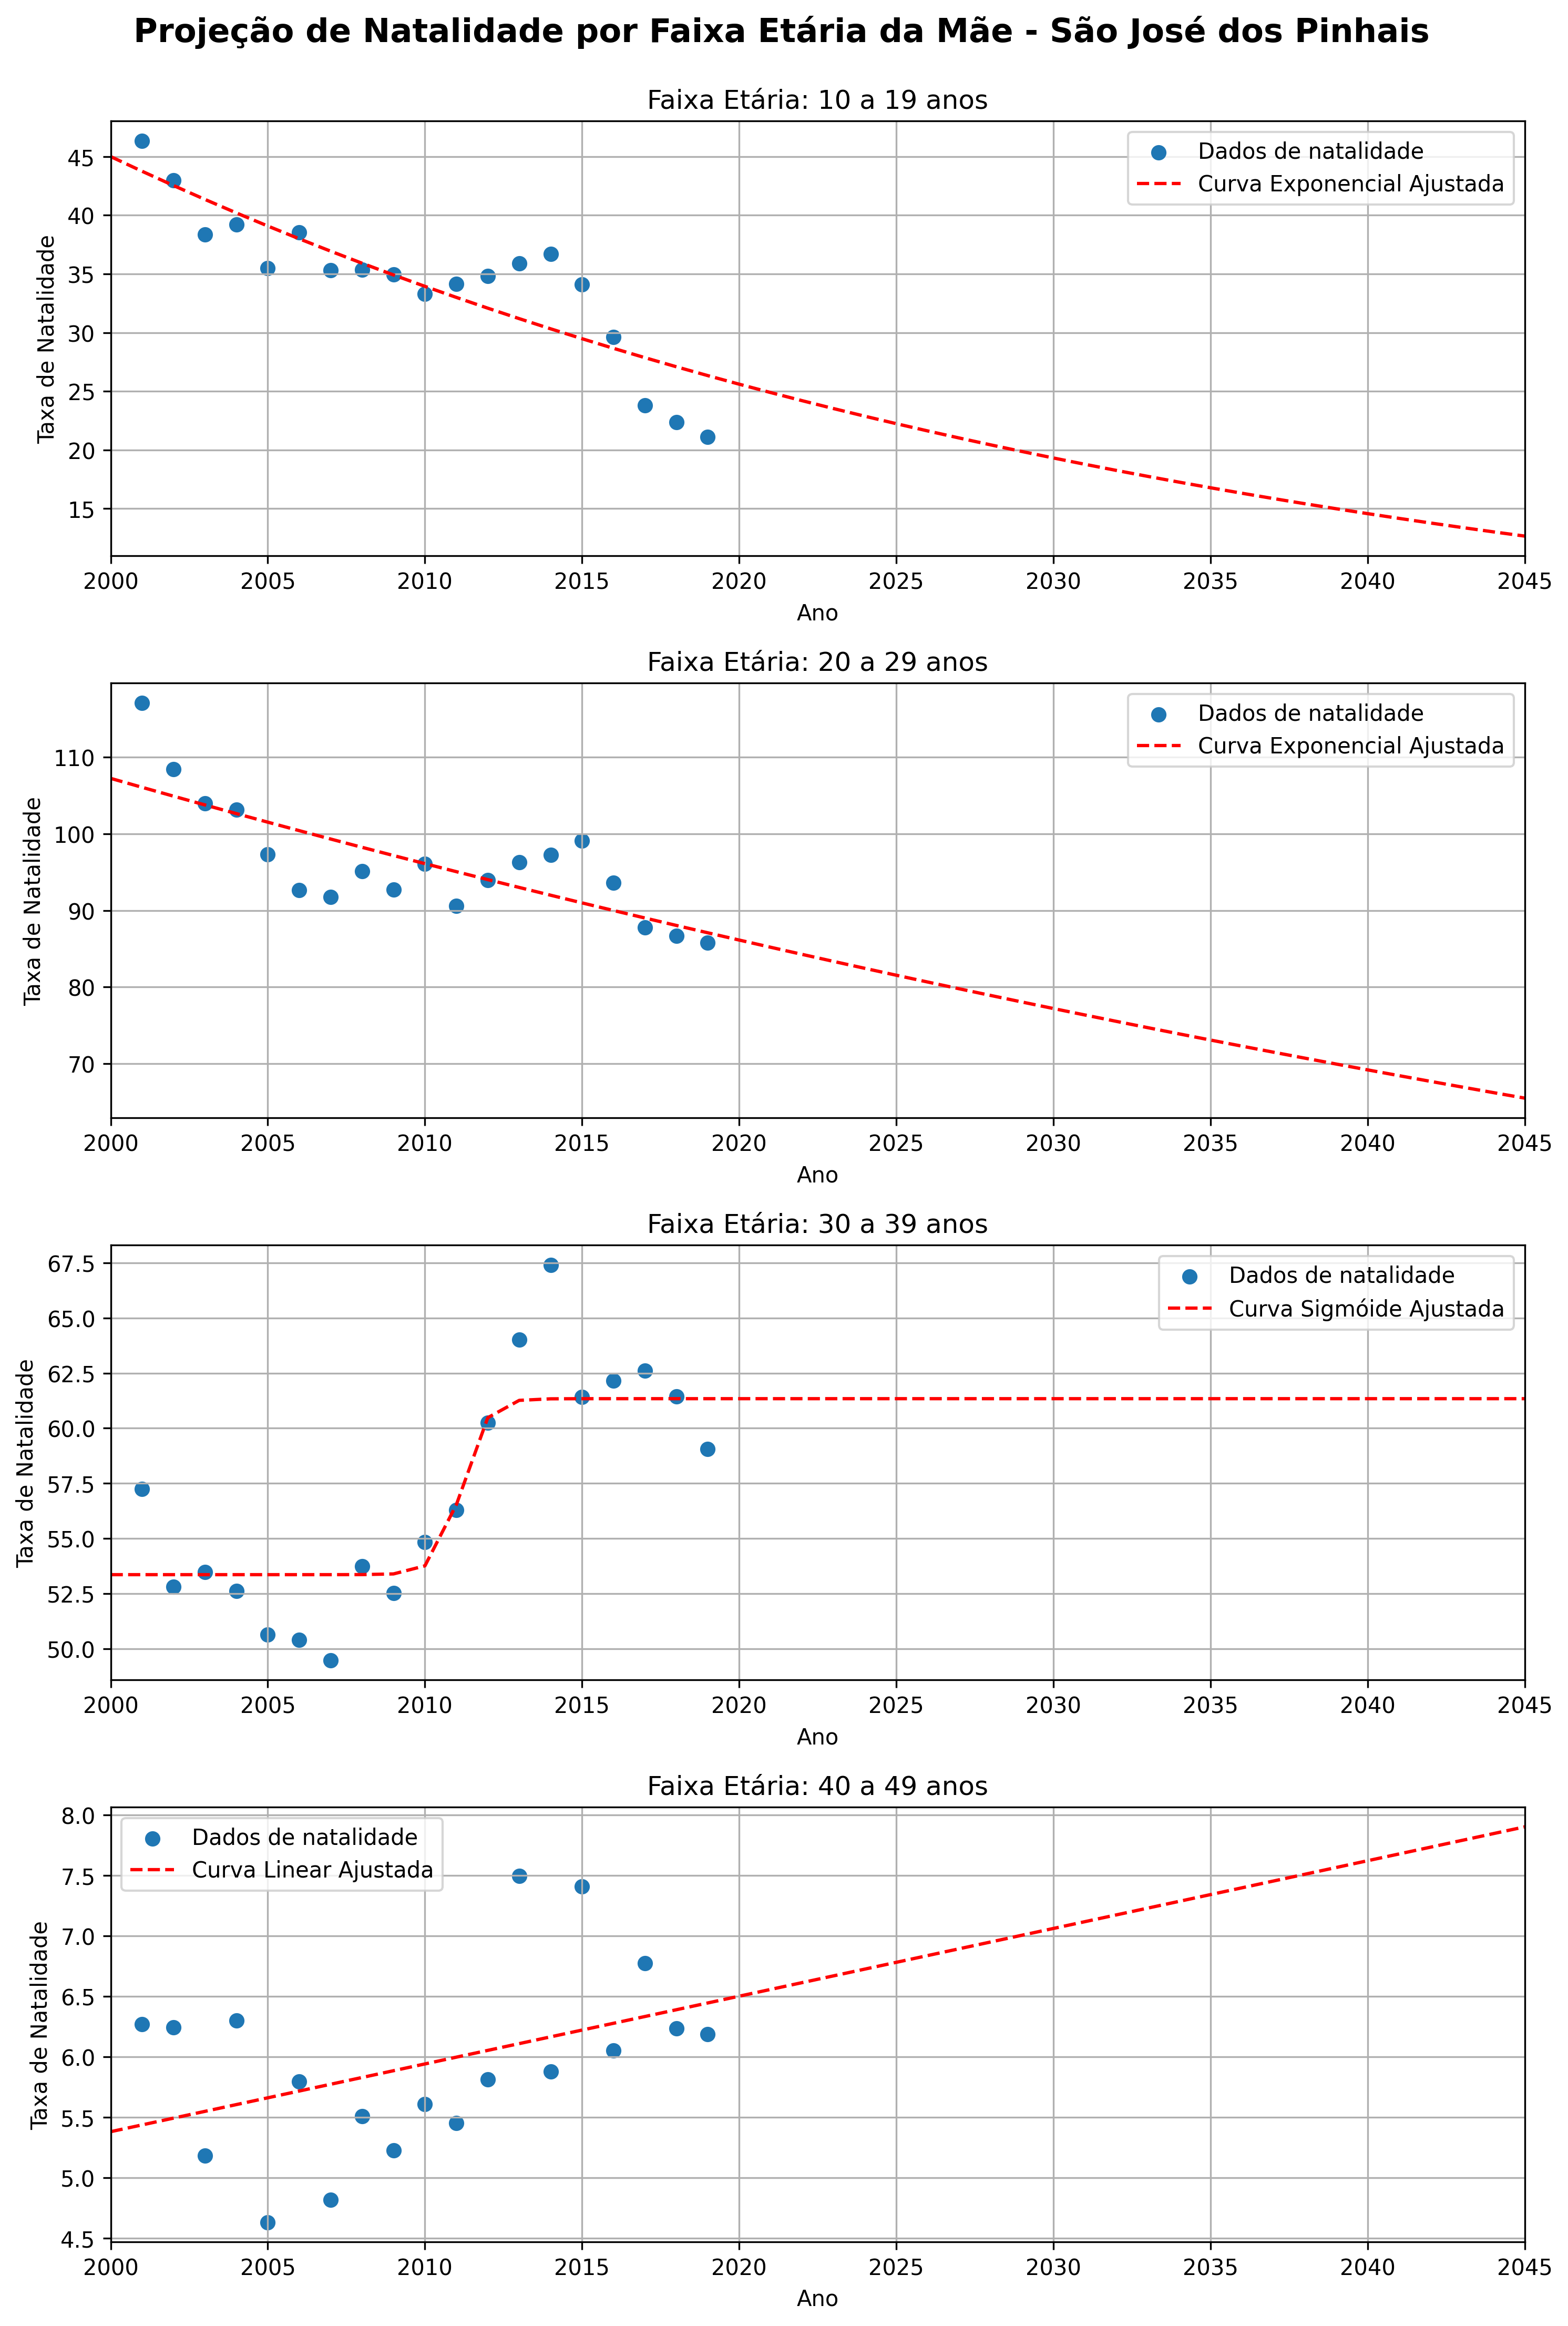 Projeção de Natalidade por Faixa Etária da Mãe - São José dos Pinhais
Faixa Etária: 10 a 19 anos
Dados de natalidade
Curva Exponencial Ajustada
Taxa de Natalidade
45
40
35
30
25
20
15
2000 2005 2010 2015 2020 2025 2030 2035 2040 2045
Ano
Faixa Etária: 20 a 29 anos
Dados de natalidade
Curva Exponencial Ajustada
Taxa de Natalidade
110
100
90
80
70
2000 2005 2010 2015 2020 2025 2030 2035 2040 2045
Ano
Faixa Etária: 30 a 39 anos
Dados de natalidade
Curva Sigmóide Ajustada
Taxa de Natalidade
67.5
65.0
62.5
60.0
57.5
55.0
52.5
50.0
2000 2005 2010 2015 2020 2025 2030 2035 2040 2045
Ano
Faixa Etária: 40 a 49 anos
Dados de natalidade
Curva Linear Ajustada
Taxa de Natalidade
8.0
7.5
7.0
6.5
6.0
5.5
5.0
4.5
2000 2005 2010 2015 2020 2025 2030 2035 2040 2045
Ano